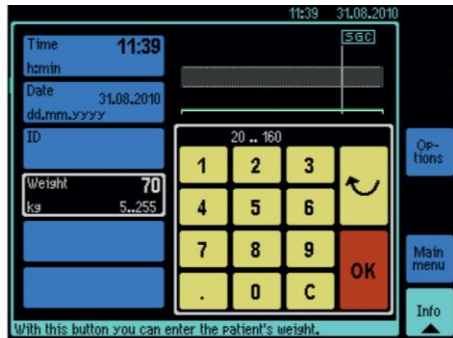 11:39 31.08.2010
Time 11:39
h:min
SGC
Date 31.08.2010
dd.mm.yyyy
ID
20 .. 160
1 2 3
Op-
tions
Weight 70
kg 5..255
4 5 6
7 8 9
OK
Main
menu
. 0 C
Info
With this button you can enter the patient's weight.